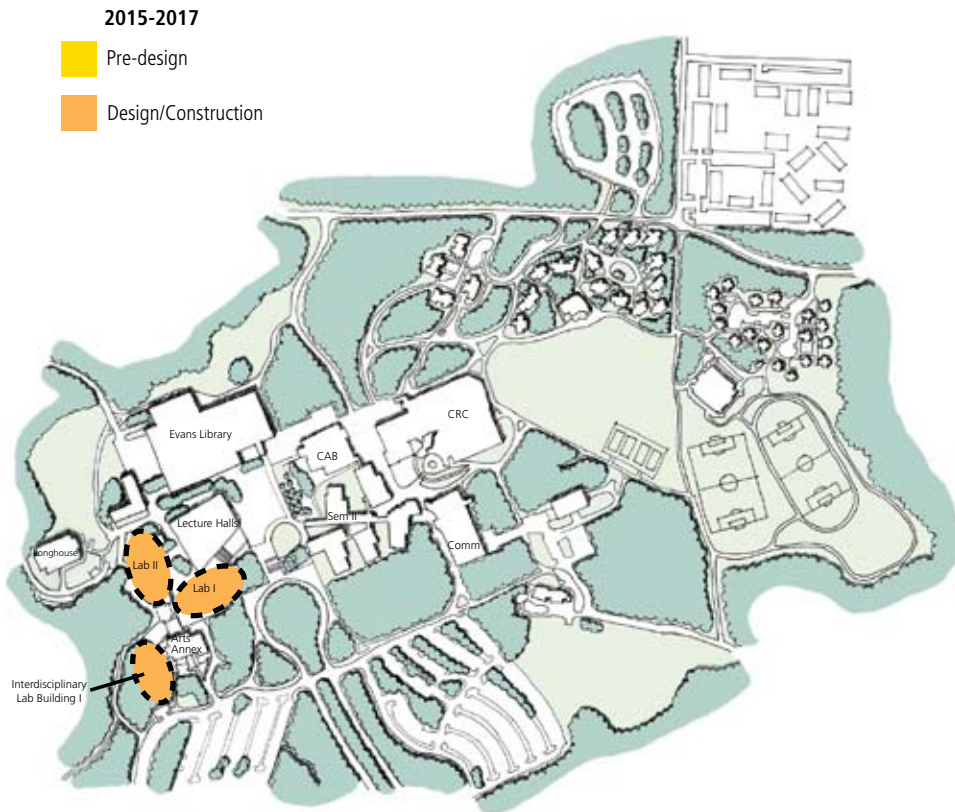 2015-2017
Pre-design
Design/Construction
CRC
Evans Library
CAB
Lecture Halls
Sem II
Comm
Longhouse
Lab II
Lab I
Arts
Annex
Interdisciplinary
Lab Building I